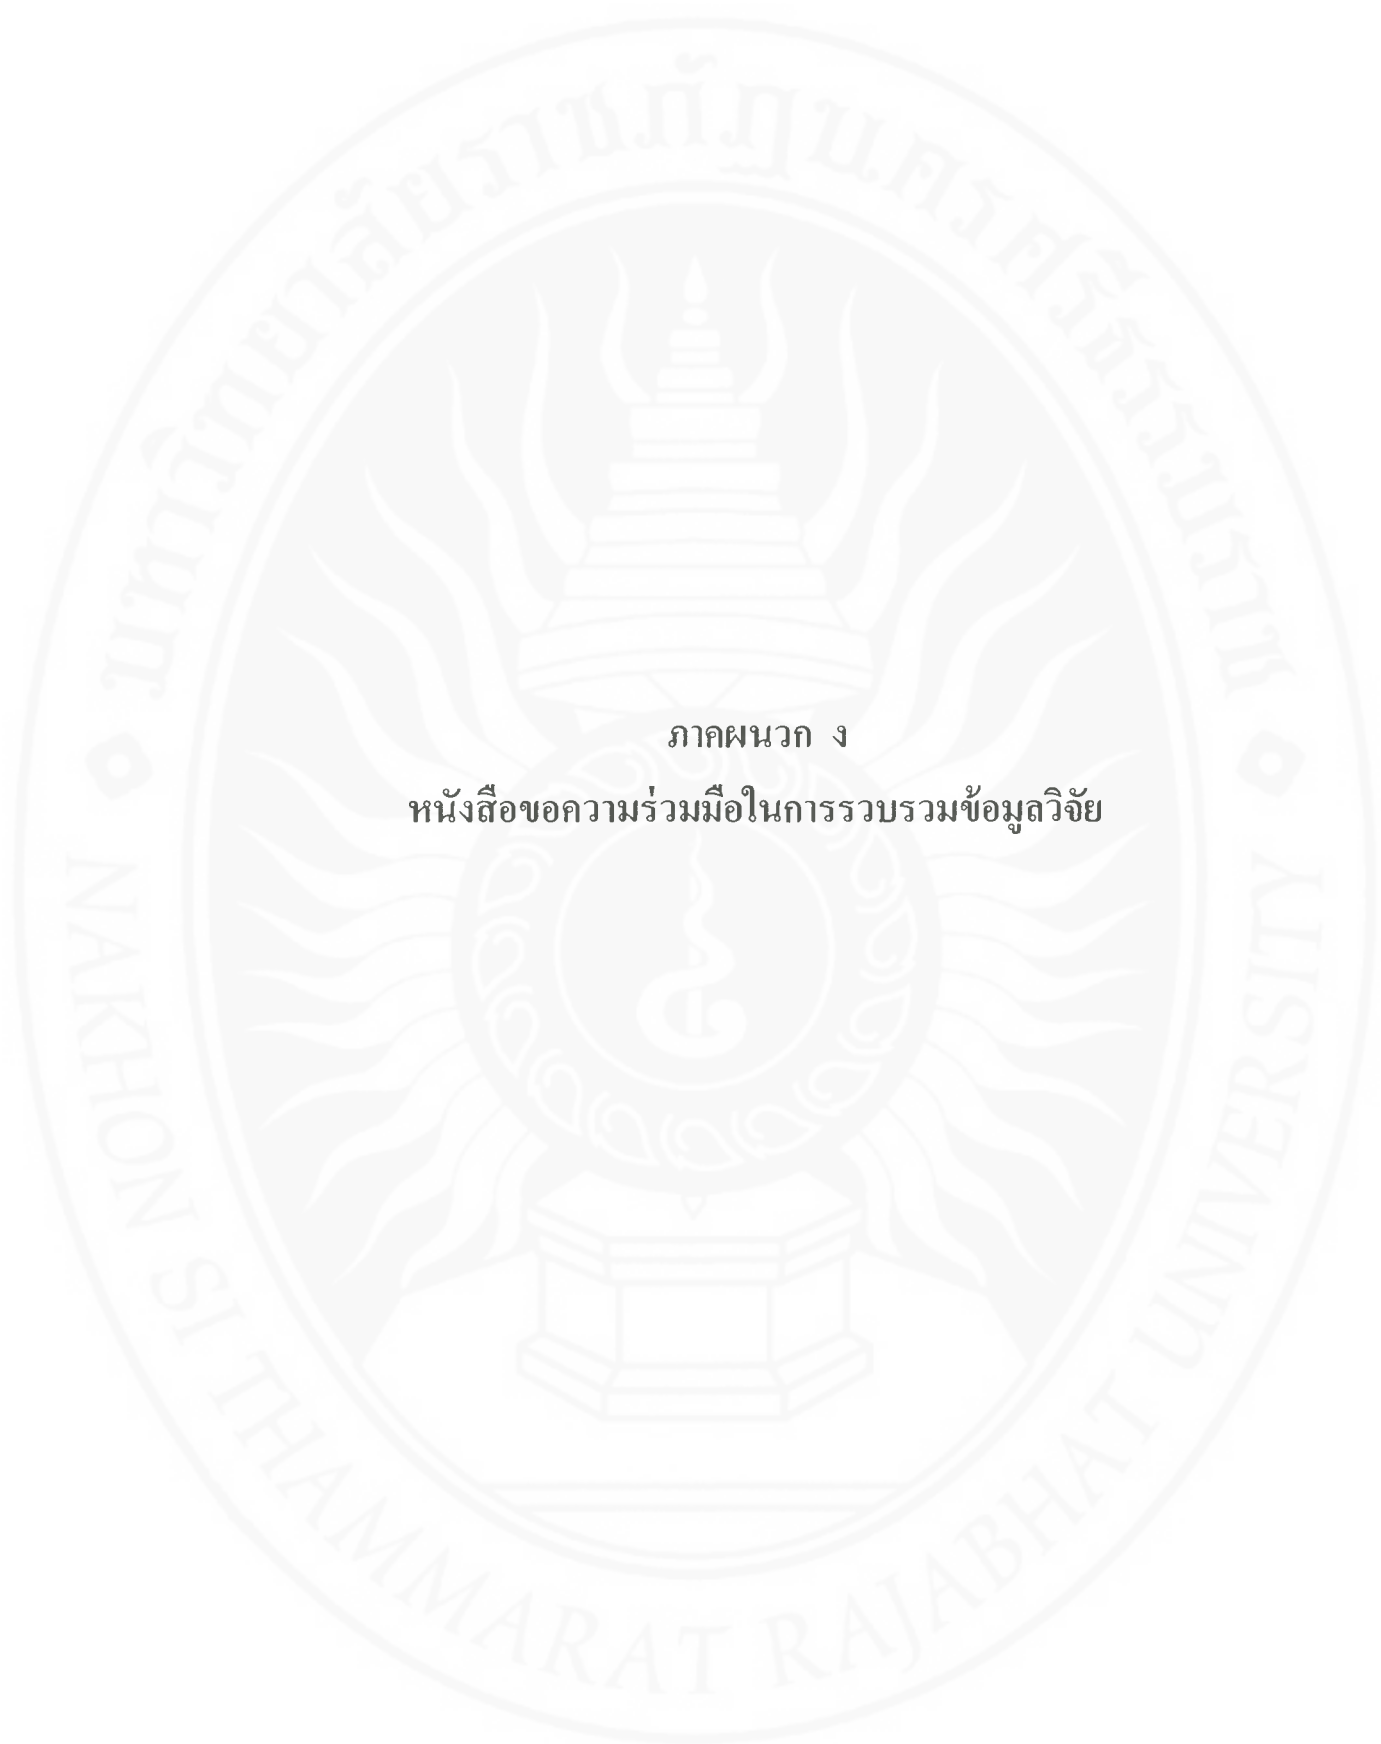 มหาวิทยาลัยราชภัฏนครศรีธรรมราช
ภาคผนวก ง
หนังสือขอความร่วมมือในการรวบรวมข้อมูลวิจัย
NAKHON SI THAMMARAT RAJABHAT UNIVERSITY